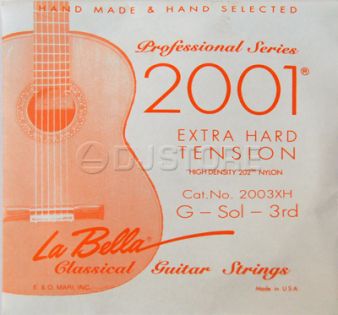 HAND MADE & HAND SELECTED
Professional Series
2001®
EXTRA HARD
TENSION
DJSTORE
"HIGH DENSITY 202™ NYLON
Cat. No. 2003XH
G – Sol – 3rd
La Bella®
Classical Guitar Strings
E. & O. MARI, INC.
Made in U.S.A.